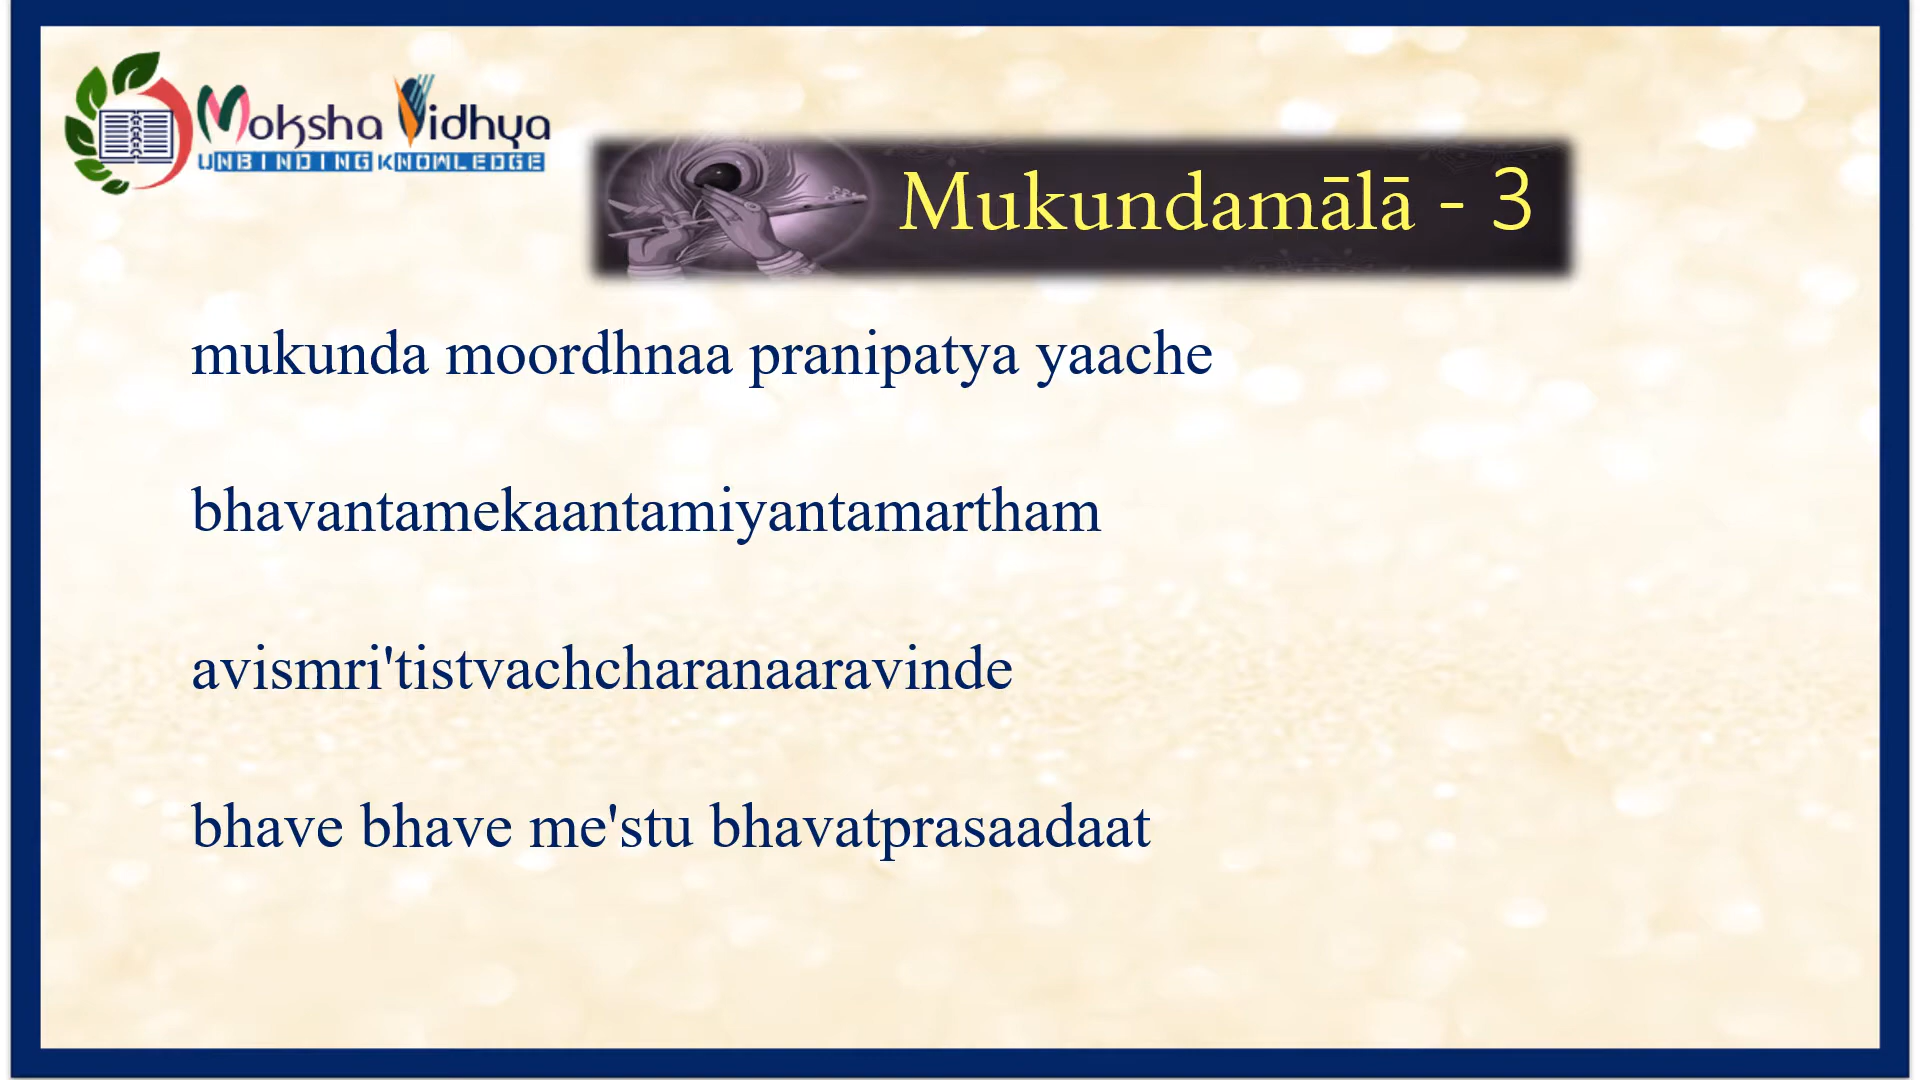 Moksha Vidhya
UNBINDING KNOWLEDGE
Mukundamālā - 3
mukunda moordhnaa pranipatya yaache
bhavantamekaantamiyantamartham
avismri'tistvachcharanaaravinde
bhave bhave me'stu bhavatprasaadaat